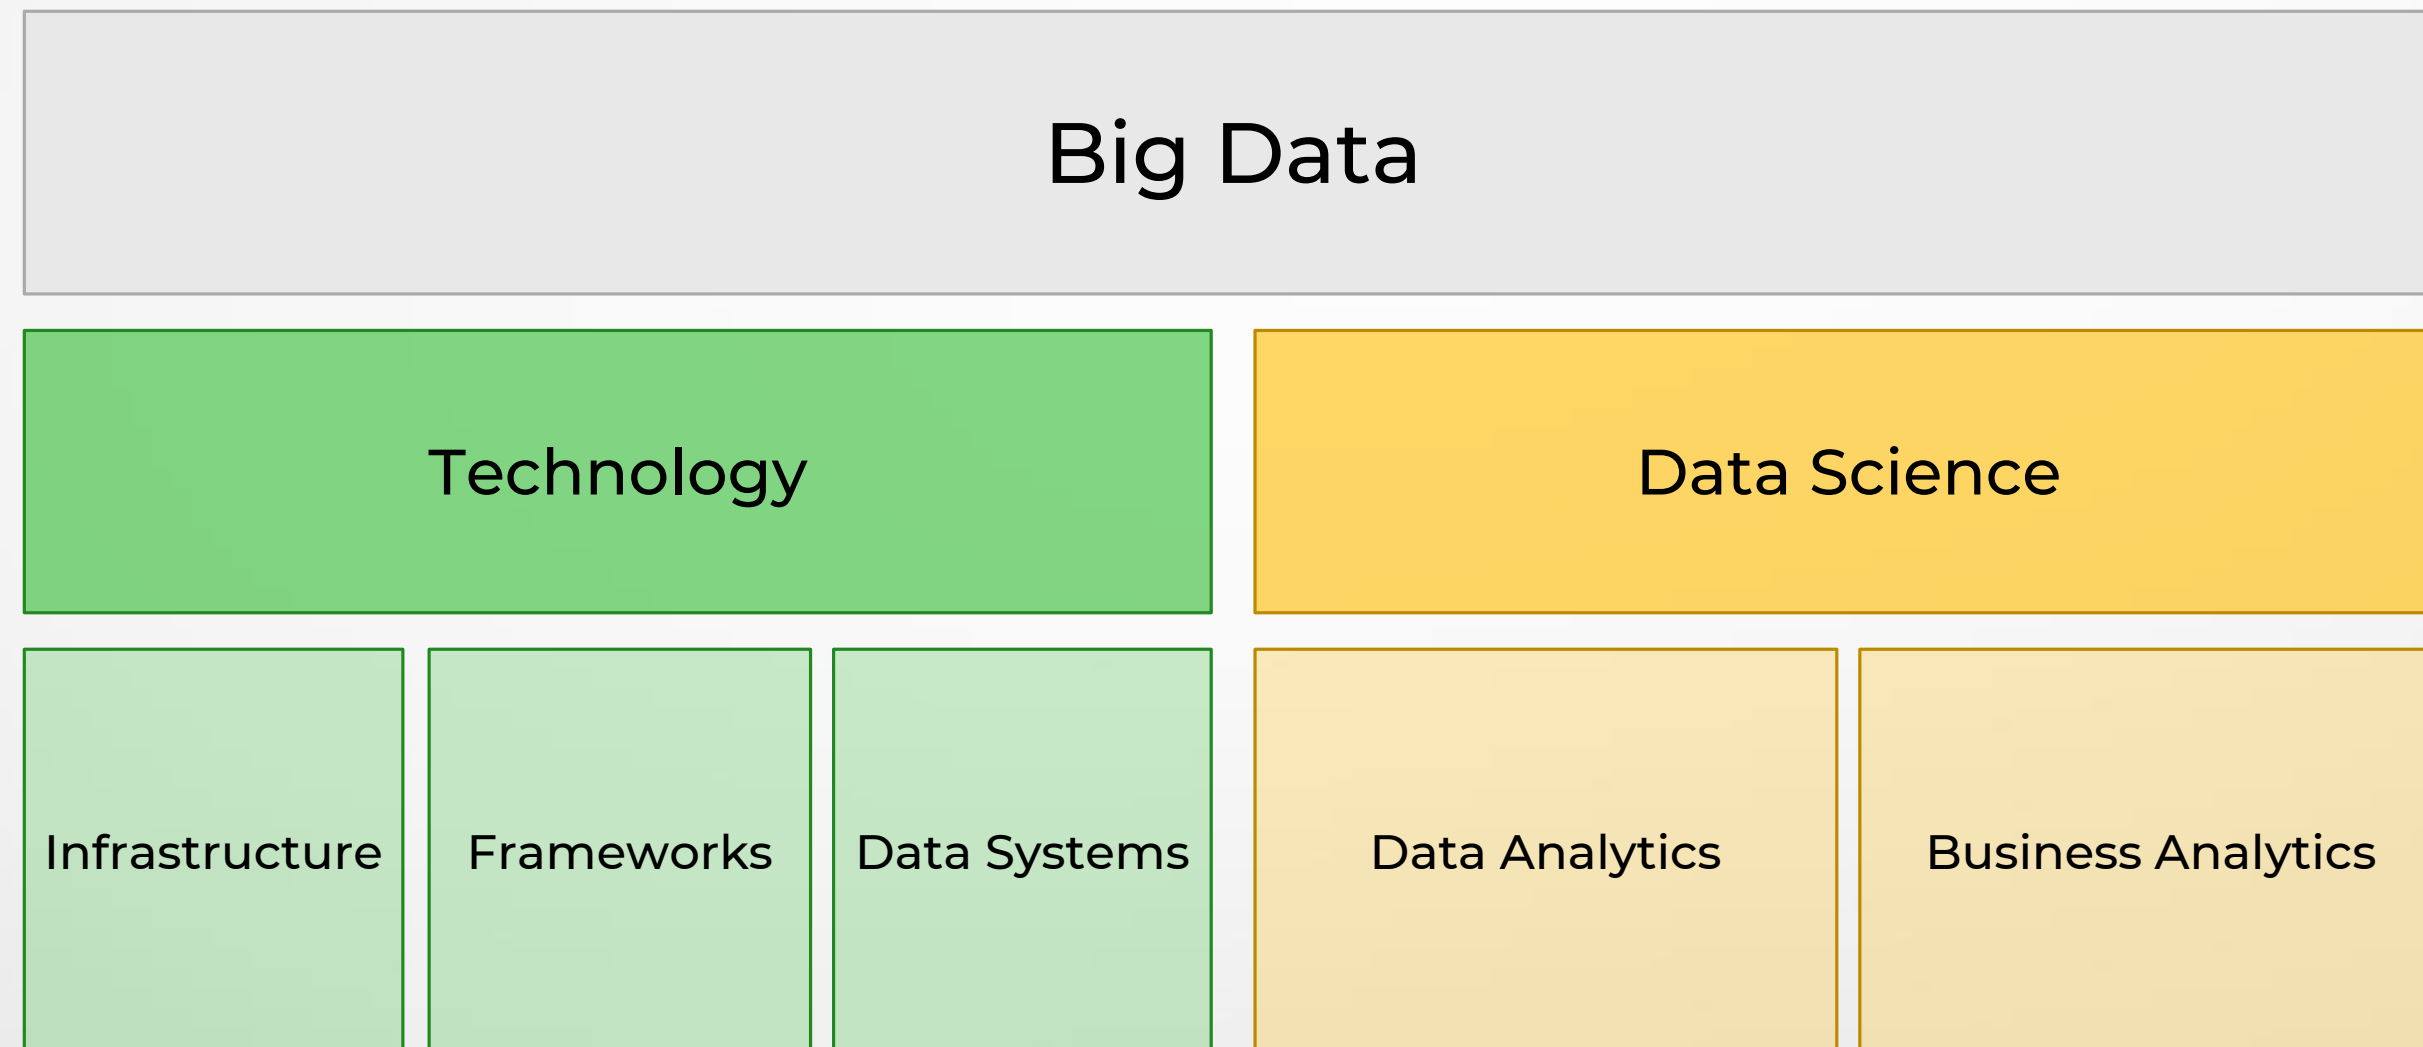 Big Data
Technology
Data Science
Infrastructure
Frameworks
Data Systems
Data Analytics
Business Analytics